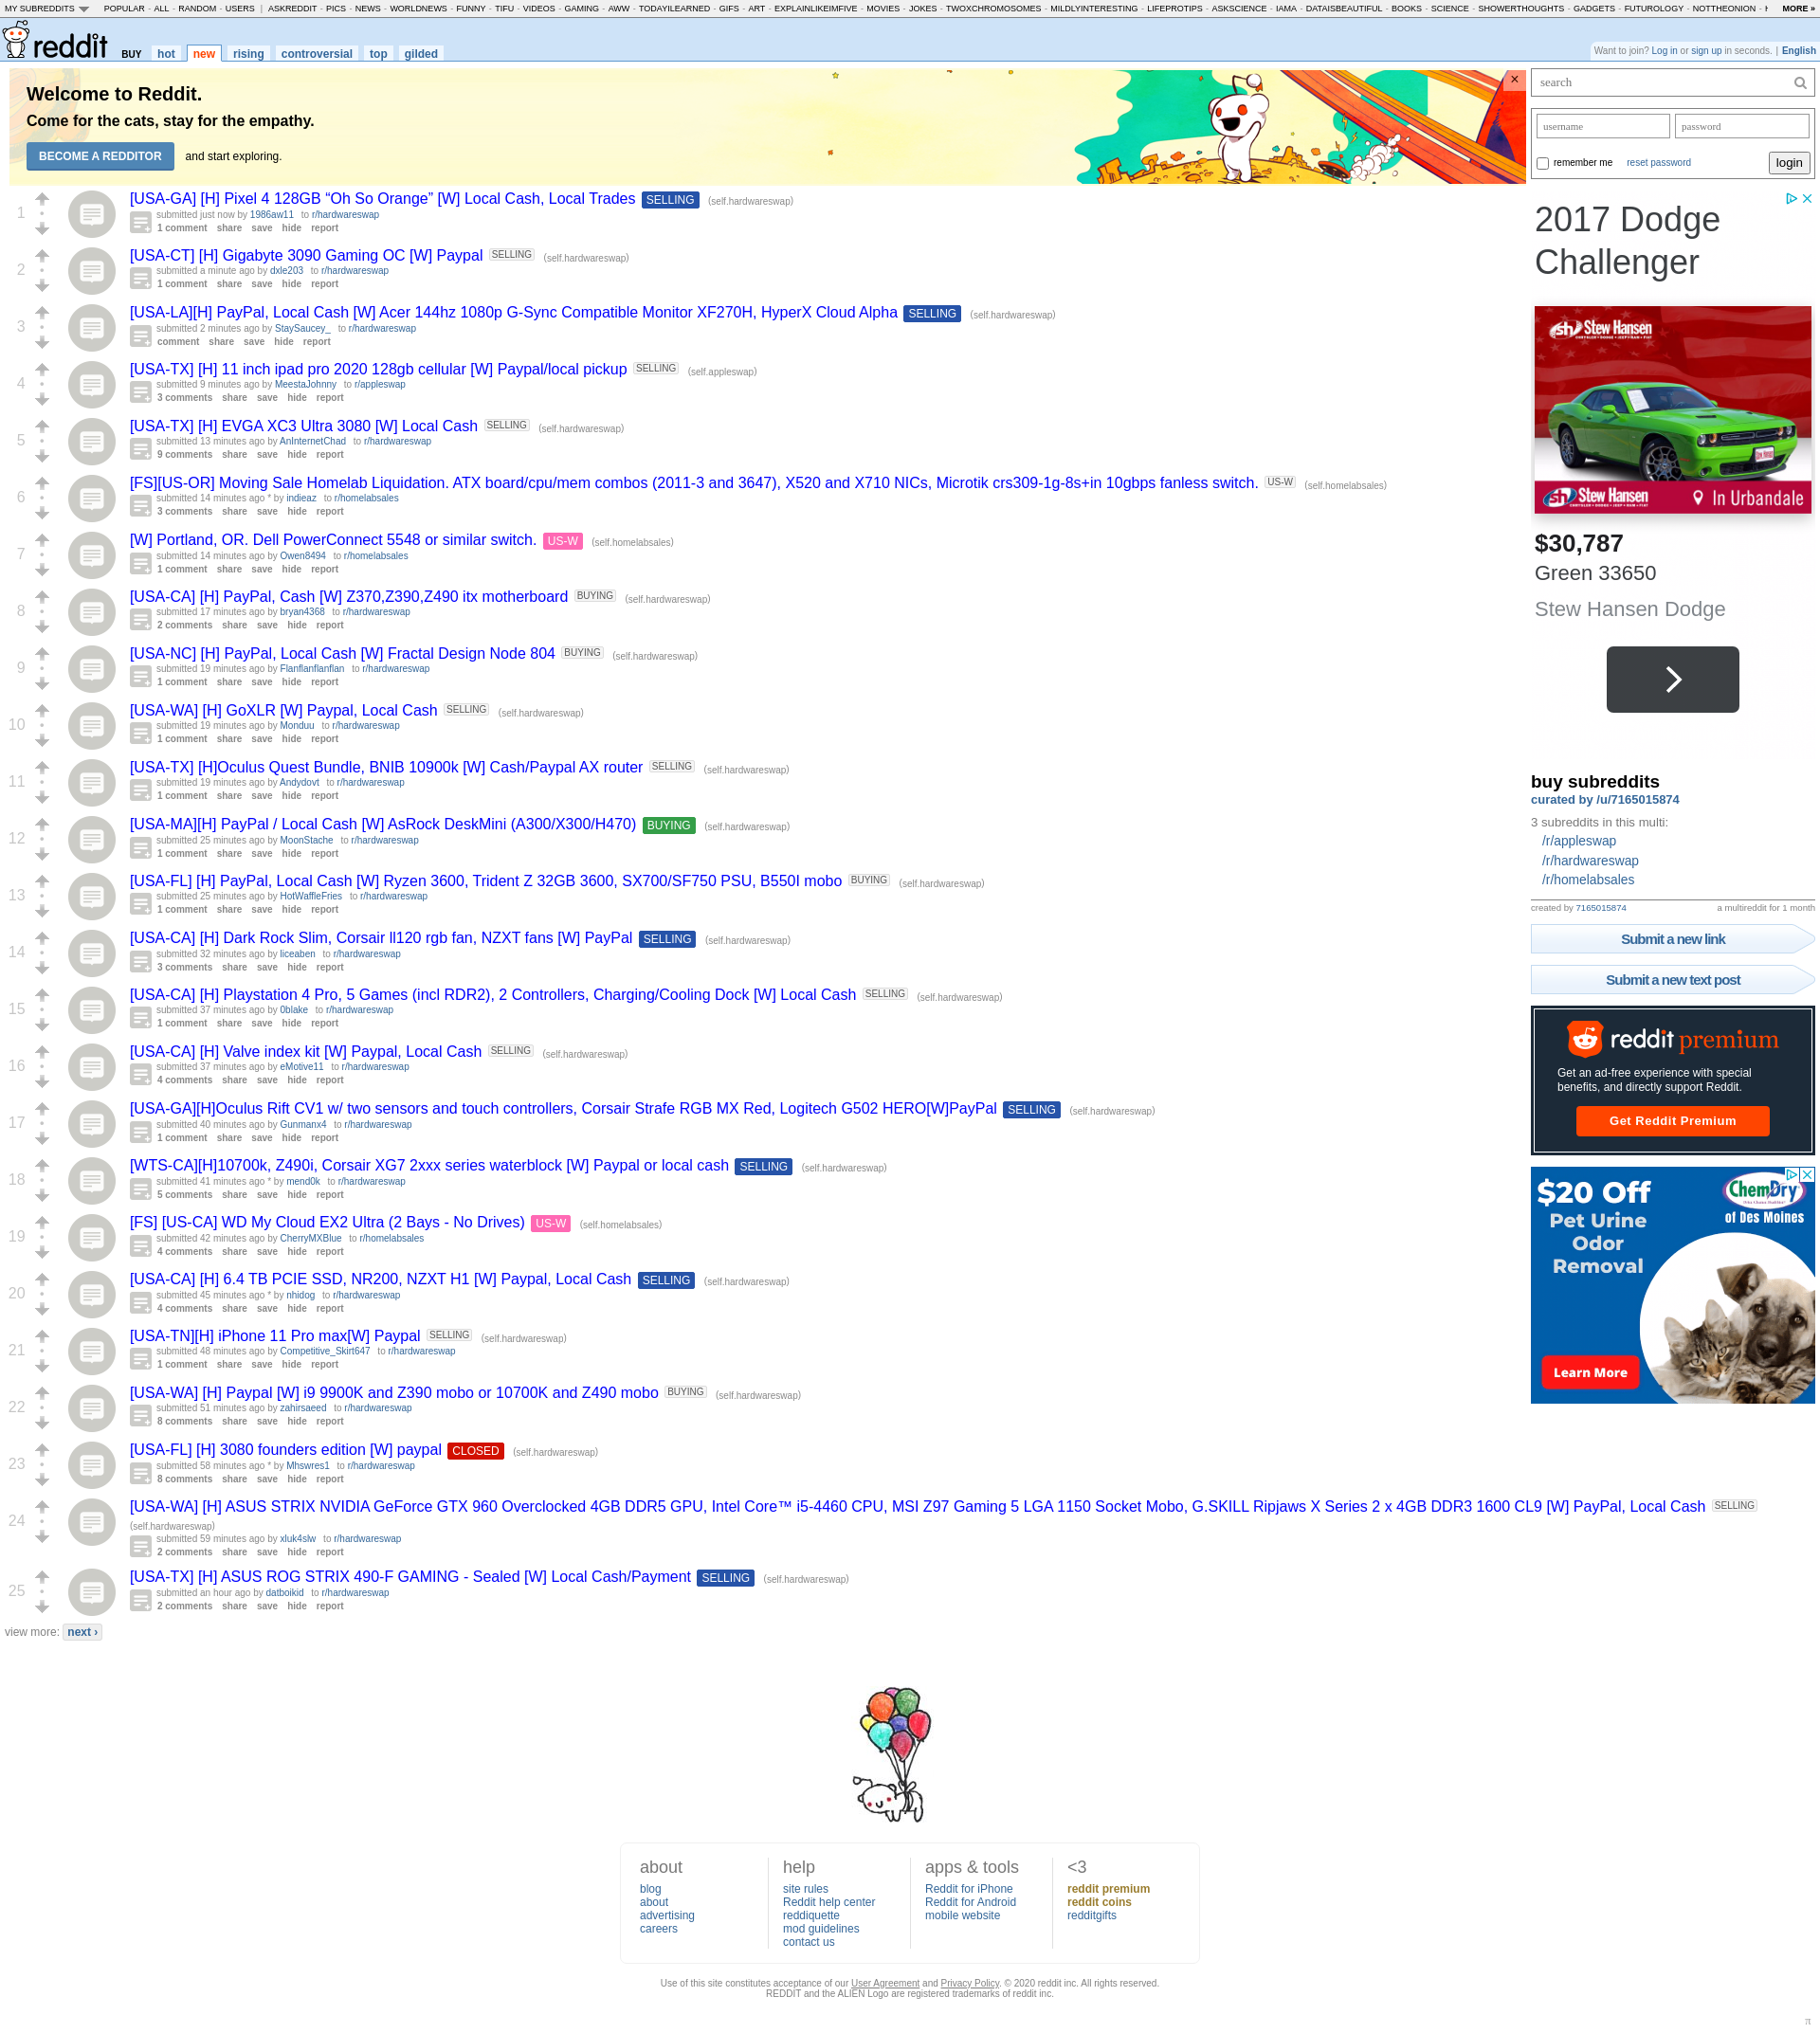 MY SUBREDDITS POPULAR - ALL - RANDOM - USERS | ASKREDDIT - PICS - NEWS - WORLDNEWS - FUNNY - TIFU - VIDEOS - GAMING - AWW - TODAYILEARNED - GIFS - ART - EXPLAINLIKEIMFIVE - MOVIES - JOKES - TWOXCHROMOSOMES - MILDLYINTERESTING - LIFEPROTIPS - ASKSCIENCE - IAMA - DATAISBEAUTIFUL - BOOKS - SCIENCE - SHOWERTHOUGHTS - GADGETS - FUTUROLOGY - NOTTHEONION - MORE »
reddit BUY hot new rising controversial top gilded
Want to join? Log in or sign up in seconds. | English
Welcome to Reddit.
Come for the cats, stay for the empathy.
BECOME A REDDITOR and start exploring.
×
1
[USA-GA] [H] Pixel 4 128GB “Oh So Orange” [W] Local Cash, Local Trades SELLING (self.hardwareswap)
submitted just now by 1986aw11 to r/hardwareswap
1 comment share save hide report
2
[USA-CT] [H] Gigabyte 3090 Gaming OC [W] Paypal SELLING (self.hardwareswap)
submitted a minute ago by dxle203 to r/hardwareswap
1 comment share save hide report
3
[USA-LA][H] PayPal, Local Cash [W] Acer 144hz 1080p G-Sync Compatible Monitor XF270H, HyperX Cloud Alpha SELLING (self.hardwareswap)
submitted 2 minutes ago by StaySaucey_ to r/hardwareswap
comment share save hide report
4
[USA-TX] [H] 11 inch ipad pro 2020 128gb cellular [W] Paypal/local pickup SELLING (self.appleswap)
submitted 9 minutes ago by MeestaJohnny to r/appleswap
3 comments share save hide report
5
[USA-TX] [H] EVGA XC3 Ultra 3080 [W] Local Cash SELLING (self.hardwareswap)
submitted 13 minutes ago by AnInternetChad to r/hardwareswap
9 comments share save hide report
6
[FS][US-OR] Moving Sale Homelab Liquidation. ATX board/cpu/mem combos (2011-3 and 3647), X520 and X710 NICs, Microtik crs309-1g-8s+in 10gbps fanless switch. US-W (self.homelabsales)
submitted 14 minutes ago * by indieaz to r/homelabsales
3 comments share save hide report
7
[W] Portland, OR. Dell PowerConnect 5548 or similar switch. US-W (self.homelabsales)
submitted 14 minutes ago by Owen8494 to r/homelabsales
1 comment share save hide report
8
[USA-CA] [H] PayPal, Cash [W] Z370,Z390,Z490 itx motherboard BUYING (self.hardwareswap)
submitted 17 minutes ago by bryan4368 to r/hardwareswap
2 comments share save hide report
9
[USA-NC] [H] PayPal, Local Cash [W] Fractal Design Node 804 BUYING (self.hardwareswap)
submitted 19 minutes ago by Flanflanflanflan to r/hardwareswap
1 comment share save hide report
10
[USA-WA] [H] GoXLR [W] Paypal, Local Cash SELLING (self.hardwareswap)
submitted 19 minutes ago by Monduu to r/hardwareswap
1 comment share save hide report
11
[USA-TX] [H]Oculus Quest Bundle, BNIB 10900k [W] Cash/Paypal AX router SELLING (self.hardwareswap)
submitted 19 minutes ago by Andydovt to r/hardwareswap
1 comment share save hide report
12
[USA-MA][H] PayPal / Local Cash [W] AsRock DeskMini (A300/X300/H470) BUYING (self.hardwareswap)
submitted 25 minutes ago by MoonStache to r/hardwareswap
1 comment share save hide report
13
[USA-FL] [H] PayPal, Local Cash [W] Ryzen 3600, Trident Z 32GB 3600, SX700/SF750 PSU, B550I mobo BUYING (self.hardwareswap)
submitted 25 minutes ago by HotWaffleFries to r/hardwareswap
1 comment share save hide report
14
[USA-CA] [H] Dark Rock Slim, Corsair ll120 rgb fan, NZXT fans [W] PayPal SELLING (self.hardwareswap)
submitted 32 minutes ago by liceaben to r/hardwareswap
3 comments share save hide report
15
[USA-CA] [H] Playstation 4 Pro, 5 Games (incl RDR2), 2 Controllers, Charging/Cooling Dock [W] Local Cash SELLING (self.hardwareswap)
submitted 37 minutes ago by 0blake to r/hardwareswap
1 comment share save hide report
16
[USA-CA] [H] Valve index kit [W] Paypal, Local Cash SELLING (self.hardwareswap)
submitted 37 minutes ago by eMotive11 to r/hardwareswap
4 comments share save hide report
17
[USA-GA][H]Oculus Rift CV1 w/ two sensors and touch controllers, Corsair Strafe RGB MX Red, Logitech G502 HERO[W]PayPal SELLING (self.hardwareswap)
submitted 40 minutes ago by Gunmanx4 to r/hardwareswap
1 comment share save hide report
18
[WTS-CA][H]10700k, Z490i, Corsair XG7 2xxx series waterblock [W] Paypal or local cash SELLING (self.hardwareswap)
submitted 41 minutes ago * by mend0k to r/hardwareswap
5 comments share save hide report
19
[FS] [US-CA] WD My Cloud EX2 Ultra (2 Bays - No Drives) US-W (self.homelabsales)
submitted 42 minutes ago by CherryMXBlue to r/homelabsales
4 comments share save hide report
20
[USA-CA] [H] 6.4 TB PCIE SSD, NR200, NZXT H1 [W] Paypal, Local Cash SELLING (self.hardwareswap)
submitted 45 minutes ago * by nhidog to r/hardwareswap
4 comments share save hide report
21
[USA-TN][H] iPhone 11 Pro max[W] Paypal SELLING (self.hardwareswap)
submitted 48 minutes ago by Competitive_Skirt647 to r/hardwareswap
1 comment share save hide report
22
[USA-WA] [H] Paypal [W] i9 9900K and Z390 mobo or 10700K and Z490 mobo BUYING (self.hardwareswap)
submitted 51 minutes ago by zahirsaeed to r/hardwareswap
8 comments share save hide report
23
[USA-FL] [H] 3080 founders edition [W] paypal CLOSED (self.hardwareswap)
submitted 58 minutes ago * by Mhswres1 to r/hardwareswap
8 comments share save hide report
24
[USA-WA] [H] ASUS STRIX NVIDIA GeForce GTX 960 Overclocked 4GB DDR5 GPU, Intel Core™ i5-4460 CPU, MSI Z97 Gaming 5 LGA 1150 Socket Mobo, G.SKILL Ripjaws X Series 2 x 4GB DDR3 1600 CL9 [W] PayPal, Local Cash SELLING
(self.hardwareswap)
submitted 59 minutes ago by xluk4slw to r/hardwareswap
2 comments share save hide report
25
[USA-TX] [H] ASUS ROG STRIX 490-F GAMING - Sealed [W] Local Cash/Payment SELLING (self.hardwareswap)
submitted an hour ago by datboikid to r/hardwareswap
2 comments share save hide report
view more: next ›
search
username password
remember me reset password login
2017 Dodge
Challenger
Stew Hansen
Stew Hansen In Urbandale
$30,787
Green 33650
Stew Hansen Dodge
buy subreddits
curated by /u/7165015874
3 subreddits in this multi:
/r/appleswap
/r/hardwareswap
/r/homelabsales
created by 7165015874 a multireddit for 1 month
Submit a new link
Submit a new text post
reddit premium
Get an ad-free experience with special
benefits, and directly support Reddit.
Get Reddit Premium
$20 Off ChemDry
of Des Moines
Pet Urine
Odor
Removal
Learn More
about
blog
about
advertising
careers
help
site rules
Reddit help center
reddiquette
mod guidelines
contact us
apps & tools
Reddit for iPhone
Reddit for Android
mobile website
<3
reddit premium
reddit coins
redditgifts
Use of this site constitutes acceptance of our User Agreement and Privacy Policy. © 2020 reddit inc. All rights reserved.
REDDIT and the ALIEN Logo are registered trademarks of reddit inc.
π